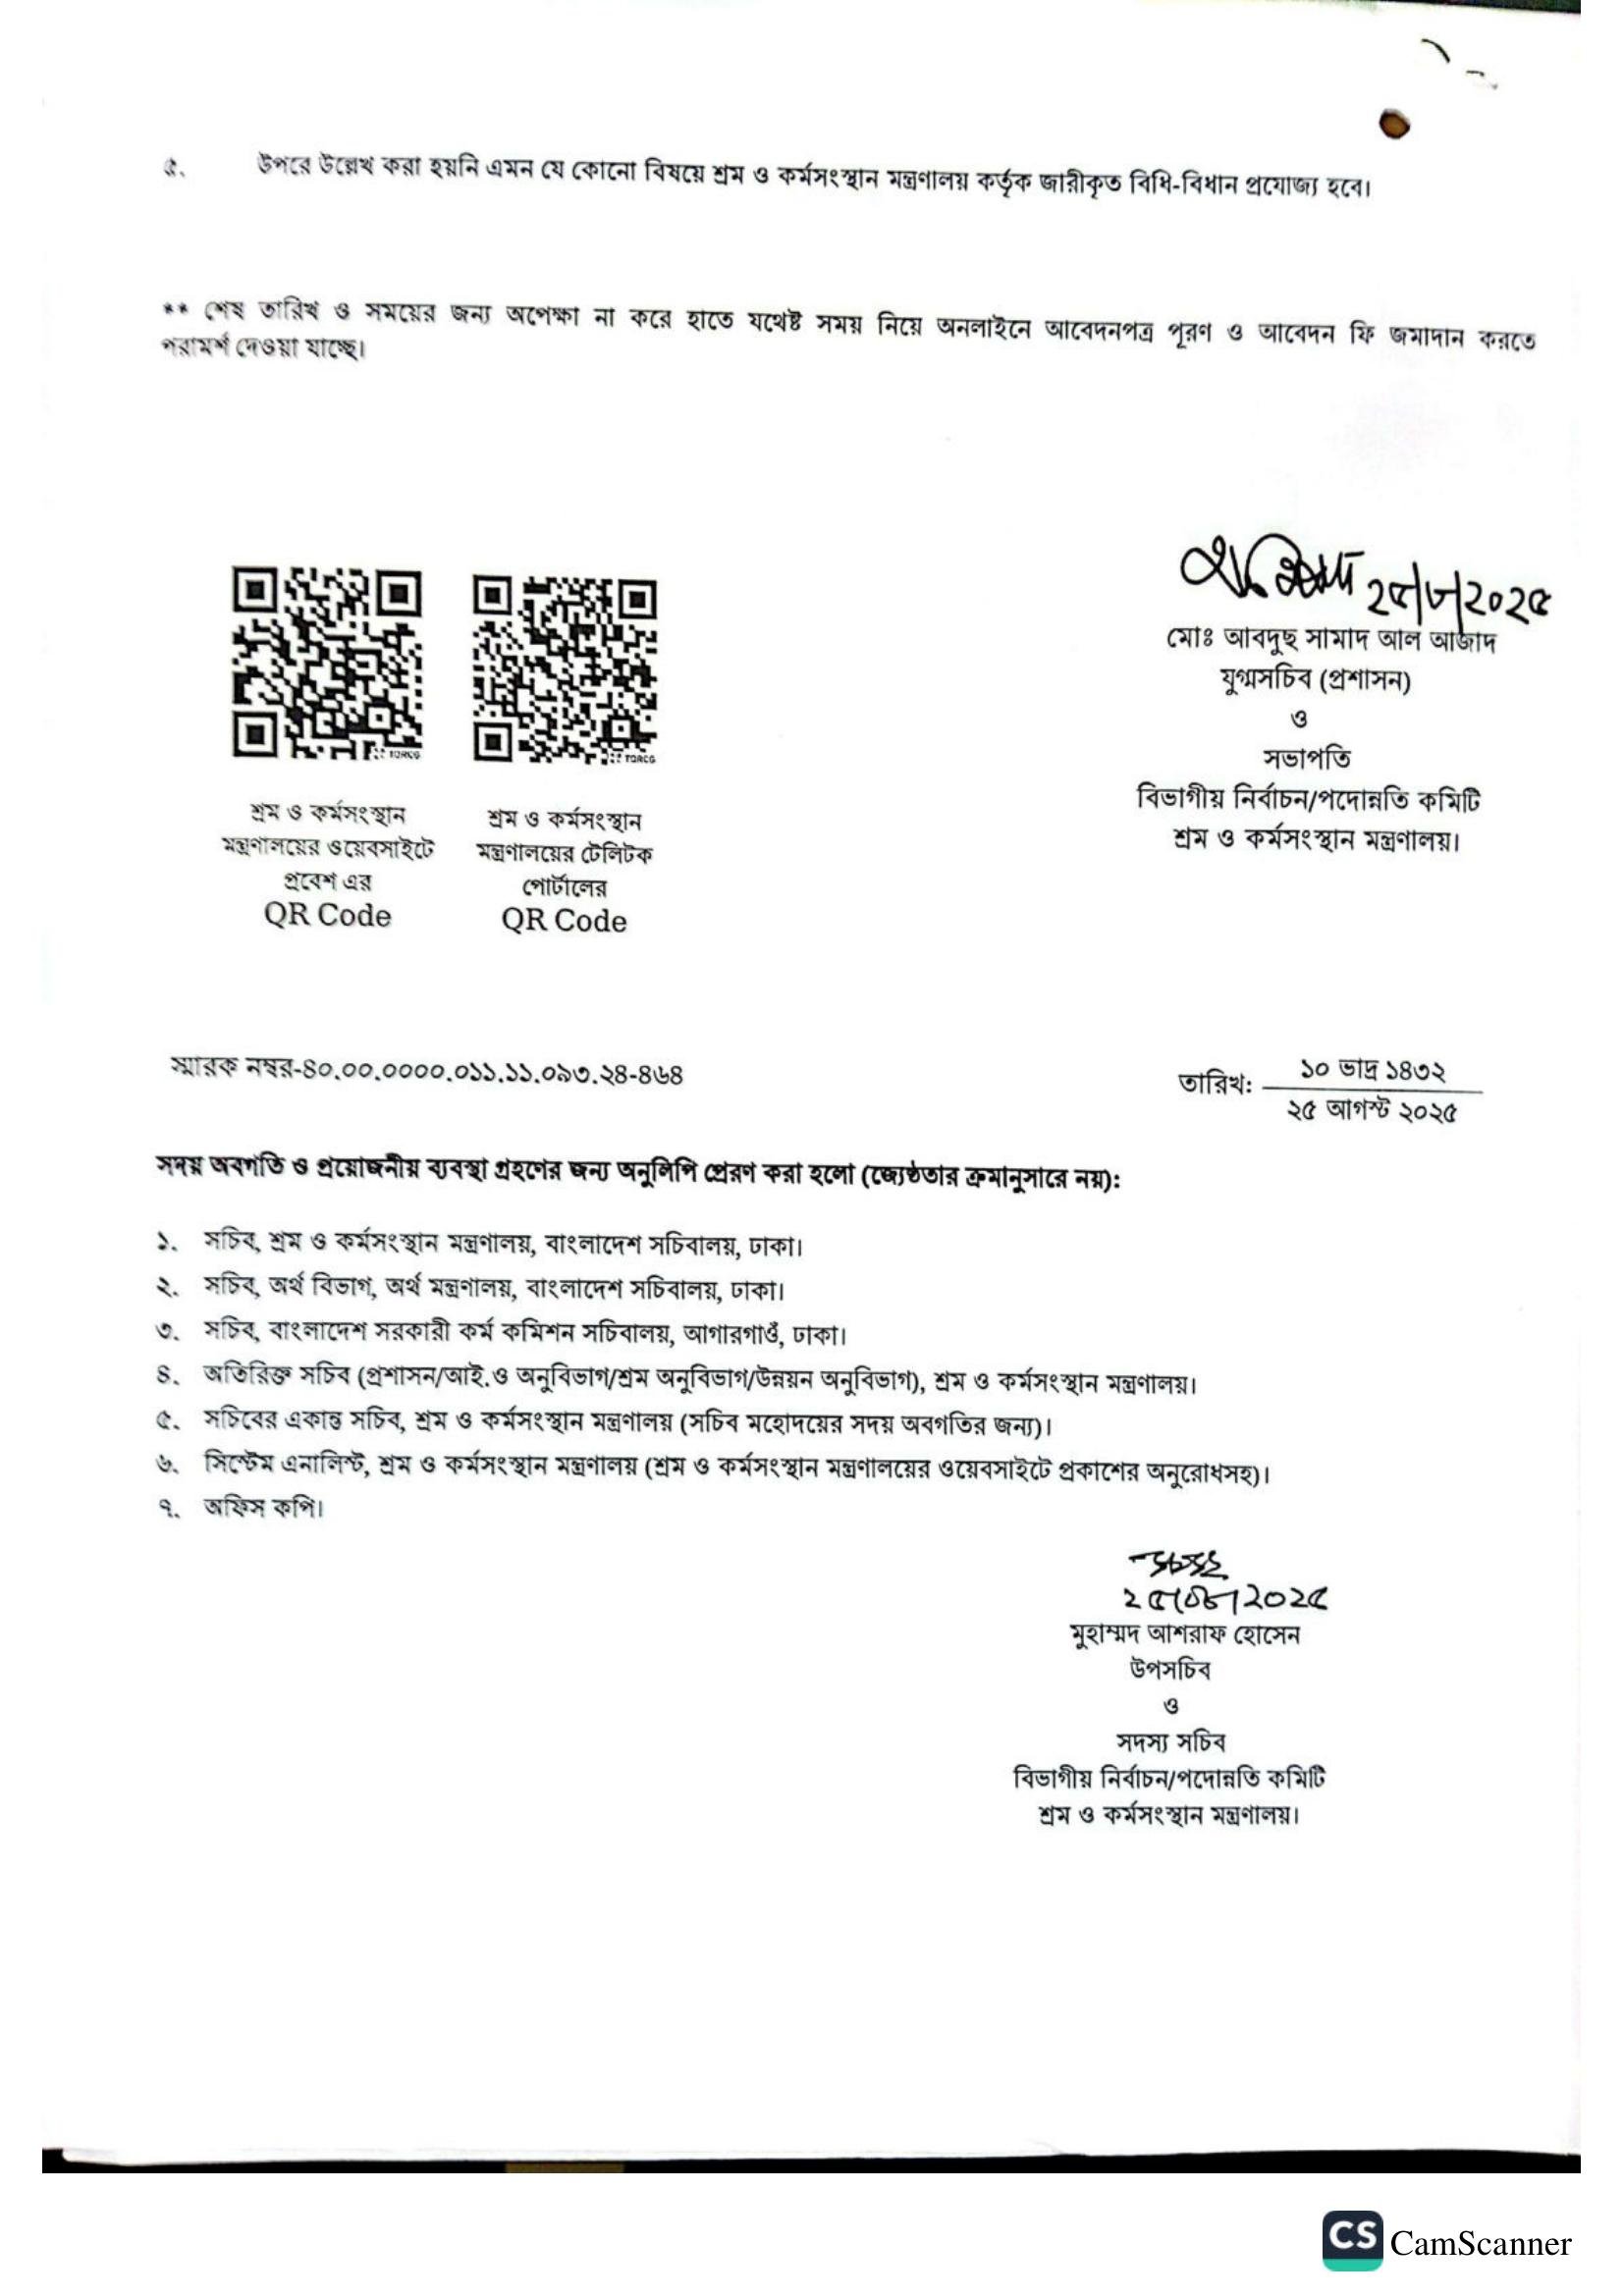 ৫. উপরে উল্লেখ করা হয়নি এমন যে কোনো বিষয়ে শ্রম ও কর্মসংস্থান মন্ত্রণালয় কর্তৃক জারীকৃত বিধি-বিধান প্রযোজ্য হবে।
** শেষ তারিখ ও সময়ের জন্য অপেক্ষা না করে হাতে যথেষ্ট সময় নিয়ে অনলাইনে আবেদনপত্র পূরণ ও আবেদন ফি জমাদান করতে
পরামর্শ দেওয়া যাচ্ছে।
২৫/৮/২০২৫
মোঃ আবদুছ সামাদ আল আজাদ
যুগ্মসচিব (প্রশাসন)
ও
সভাপতি
বিভাগীয় নির্বাচন/পদোন্নতি কমিটি
শ্রম ও কর্মসংস্থান মন্ত্রণালয়।
শ্রম ও কর্মসংস্থান
মন্ত্রণালয়ের ওয়েবসাইটে
প্রবেশ এর
QR Code
শ্রম ও কর্মসংস্থান
মন্ত্রণালয়ের টেলিটক
পোর্টালের
QR Code
স্মারক নম্বর-৪০.০০.০০০০.০১১.১১.০৯৩.২৪-৪৬৪
তারিখ: ১০ ভাদ্র ১৪৩২
২৫ আগস্ট ২০২৫
সদয় অবগতি ও প্রয়োজনীয় ব্যবস্থা গ্রহণের জন্য অনুলিপি প্রেরণ করা হলো (জ্যেষ্ঠতার ক্রমানুসারে নয়):
১. সচিব, শ্রম ও কর্মসংস্থান মন্ত্রণালয়, বাংলাদেশ সচিবালয়, ঢাকা।
২. সচিব, অর্থ বিভাগ, অর্থ মন্ত্রণালয়, বাংলাদেশ সচিবালয়, ঢাকা।
৩. সচিব, বাংলাদেশ সরকারী কর্ম কমিশন সচিবালয়, আগারগাওঁ, ঢাকা।
৪. অতিরিক্ত সচিব (প্রশাসন/আই.ও অনুবিভাগ/শ্রম অনুবিভাগ/উন্নয়ন অনুবিভাগ), শ্রম ও কর্মসংস্থান মন্ত্রণালয়।
৫. সচিবের একান্ত সচিব, শ্রম ও কর্মসংস্থান মন্ত্রণালয় (সচিব মহোদয়ের সদয় অবগতির জন্য)।
৬. সিস্টেম এনালিস্ট, শ্রম ও কর্মসংস্থান মন্ত্রণালয় (শ্রম ও কর্মসংস্থান মন্ত্রণালয়ের ওয়েবসাইটে প্রকাশের অনুরোধসহ)।
৭. অফিস কপি।
২৫/০৮/২০২৫
মুহাম্মদ আশরাফ হোসেন
উপসচিব
ও
সদস্য সচিব
বিভাগীয় নির্বাচন/পদোন্নতি কমিটি
শ্রম ও কর্মসংস্থান মন্ত্রণালয়।
CS CamScanner